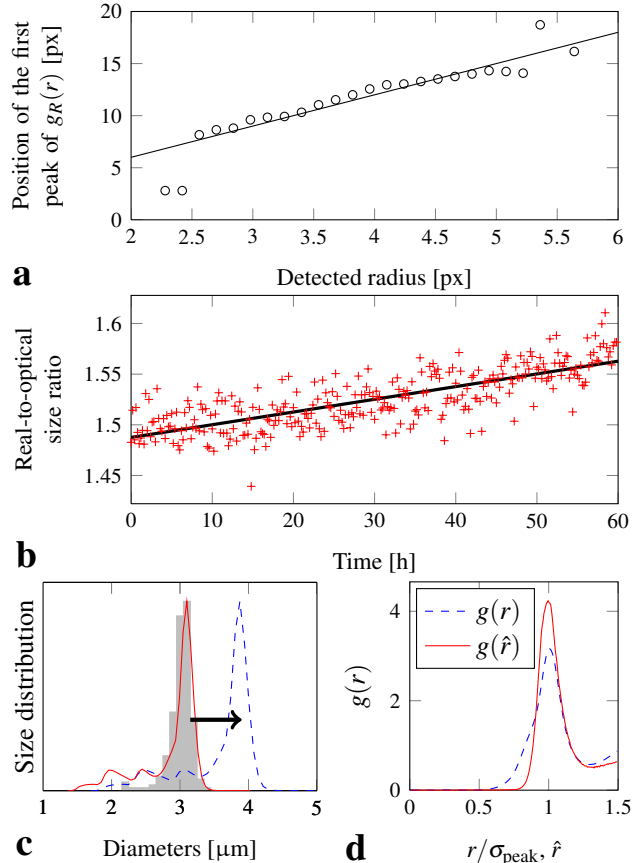 Position of the first
peak of g_R(r) [px]
20
15
10
5
0
2 2.5 3 3.5 4 4.5 5 5.5 6
a
Detected radius [px]
Real-to-optical
size ratio
1.6
1.55
1.5
1.45
0 10 20 30 40 50 60
b
Time [h]
Size distribution
1 2 3 4 5
c
Diameters [μm]
g(r)
4
2
0
g(r)
g(r̂)
0 0.5 1 1.5
d
r/σ_peak, r̂